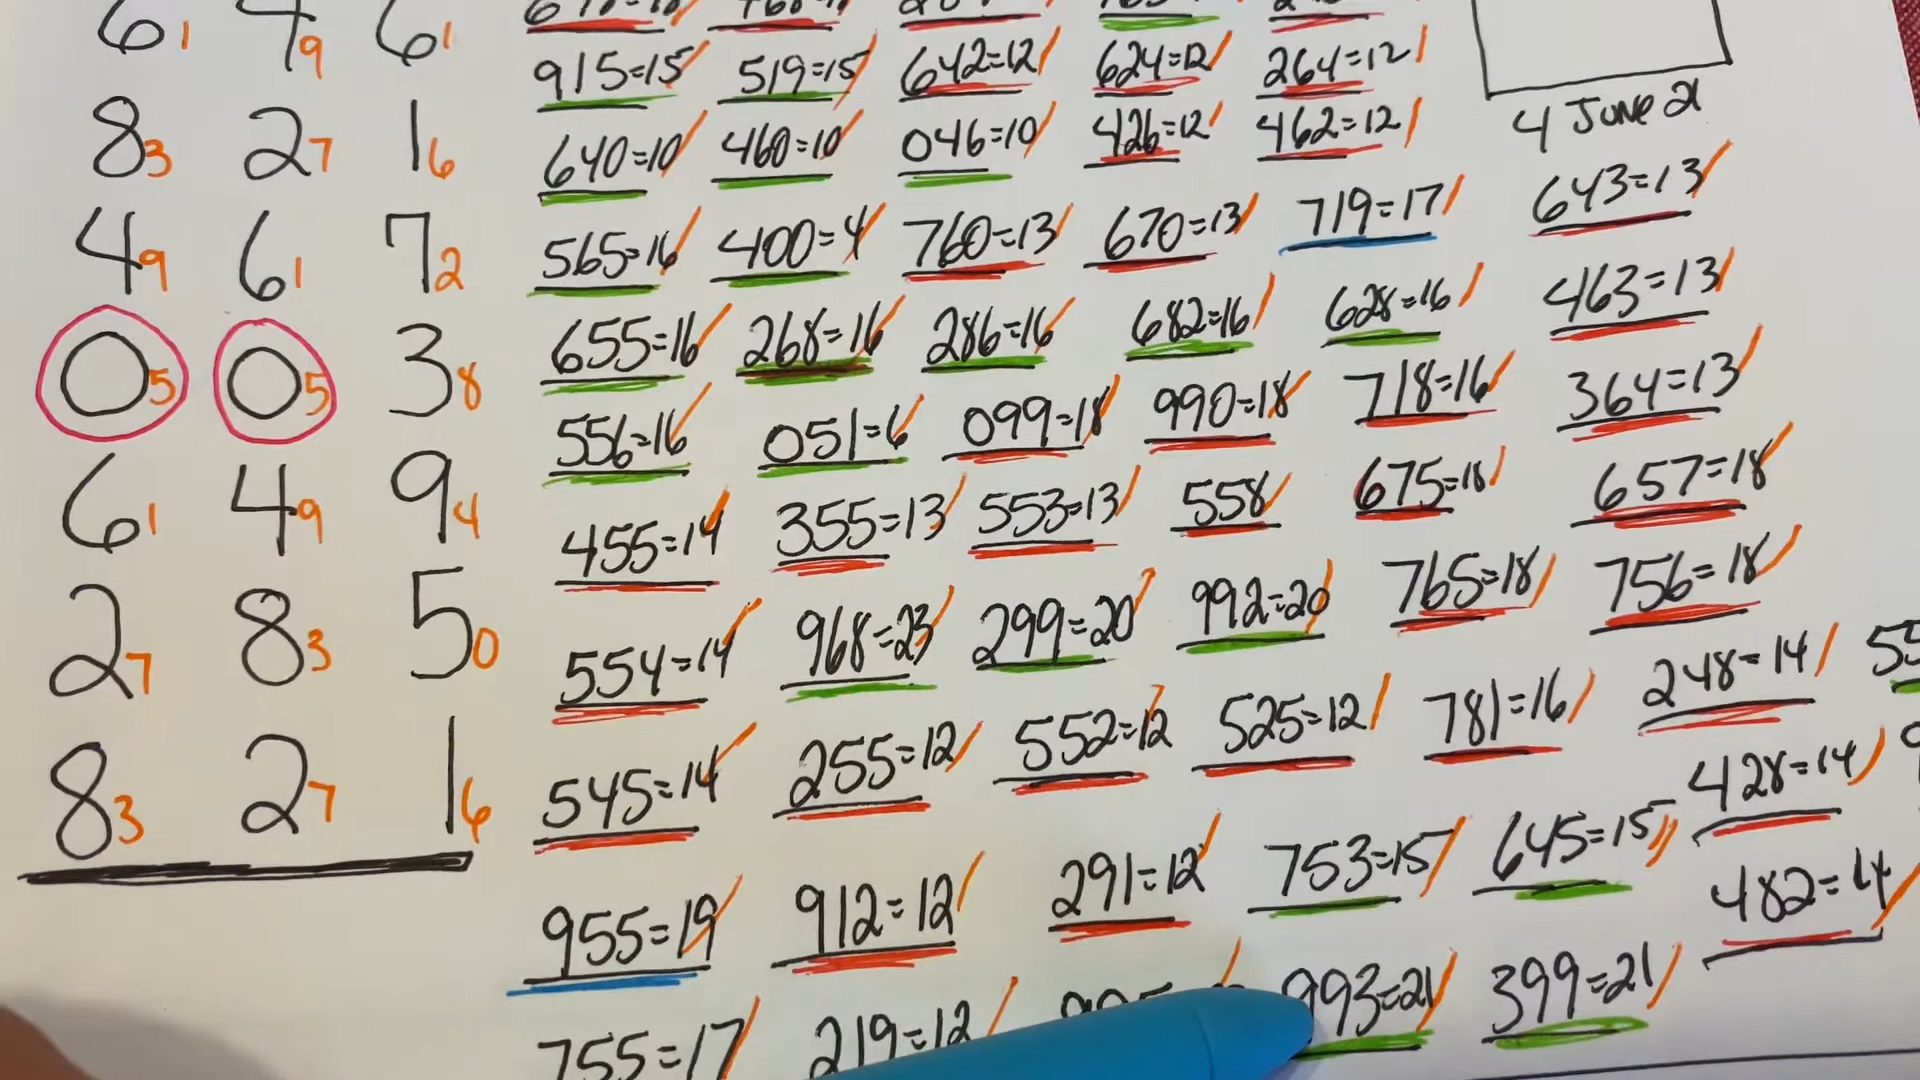 6 1 4 9 6 1
915=15 519=15 642=12 624=12 264=12
4 June 21
8 3 2 7 1 6
640=10 460=10 046=10 426=12 462=12
643=13
4 9 6 1 7 2
565=16 400=4 760=13 670=13 719=17
463=13
0 5 0 5 3 8
655=16 268=16 286=16 682=16 628=16
364=13
556=16 051=6 099=18 990=18 718=16
657=18
6 1 4 9 9 4
455=14 355=13 553=13 558 675=18
756=18
2 7 8 3 5 0
554=14 968=23 299=20 992=20 765=18
248=14 55
8 3 2 7 1 6
545=14 255=12 552=12 525=12 781=16
428=14
955=19 912=12 291=12 753=15 645=15
482=14
755=17 219=12 993=21 399=21